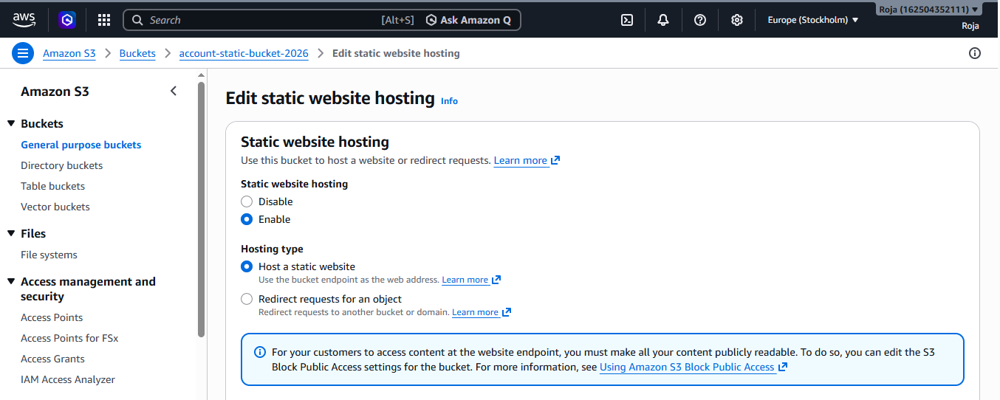 aws
Search
[Alt+S]
Ask Amazon Q
Europe (Stockholm)
Roja (162504352111)
Roja
Amazon S3
Buckets
account-static-bucket-2026
Edit static website hosting
Amazon S3
Buckets
General purpose buckets
Directory buckets
Table buckets
Vector buckets
Files
File systems
Access management and
security
Access Points
Access Points for FSx
Access Grants
IAM Access Analyzer
Edit static website hosting Info
Static website hosting
Use this bucket to host a website or redirect requests. Learn more
Static website hosting
Disable
Enable
Hosting type
Host a static website
Use the bucket endpoint as the web address. Learn more
Redirect requests for an object
Redirect requests to another bucket or domain. Learn more
For your customers to access content at the website endpoint, you must make all your content publicly readable. To do so, you can edit the S3
Block Public Access settings for the bucket. For more information, see Using Amazon S3 Block Public Access